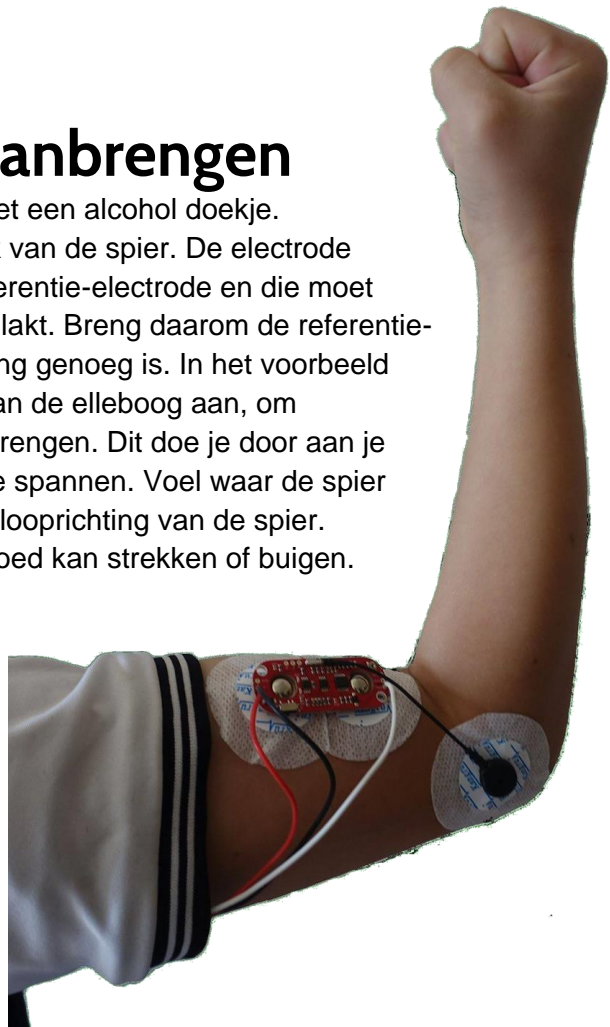 anbrengen
et een alcohol doekje.
van de spier. De electrode
erentie-electrode en die moet
lakt. Breng daarom de referentie-
ng genoeg is. In het voorbeeld
an de elleboog aan, om
rengen. Dit doe je door aan je
e spannen. Voel waar de spier
looprichting van de spier.
oed kan strekken of buigen.